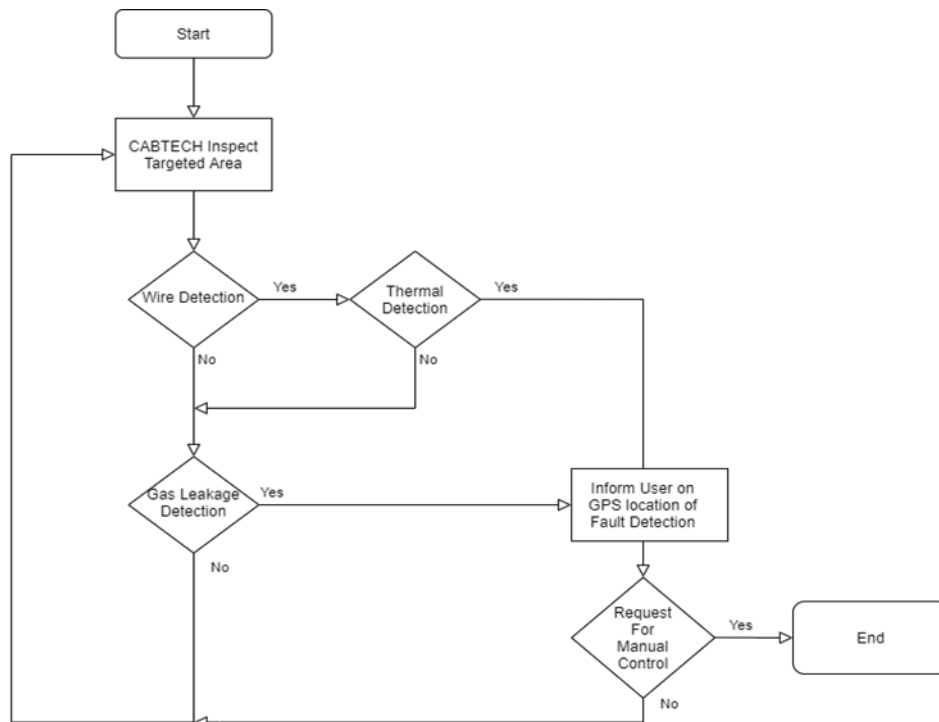 Start
CABTECH Inspect
Targeted Area
Wire Detection
Yes
Thermal
Detection
Yes
No
No
Gas Leakage
Detection
Yes
Inform User on
GPS location of
Fault Detection
No
Request
For
Manual
Control
Yes
End
No